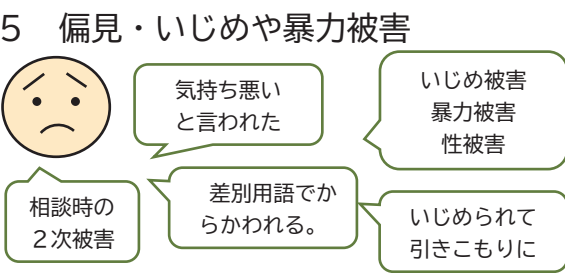 5　偏見・いじめや暴力被害
気持ち悪い
と言われた
いじめ被害
暴力被害
性被害
相談時の
２次被害
差別用語でか
らかわれる。
いじめられて
引きこもりに